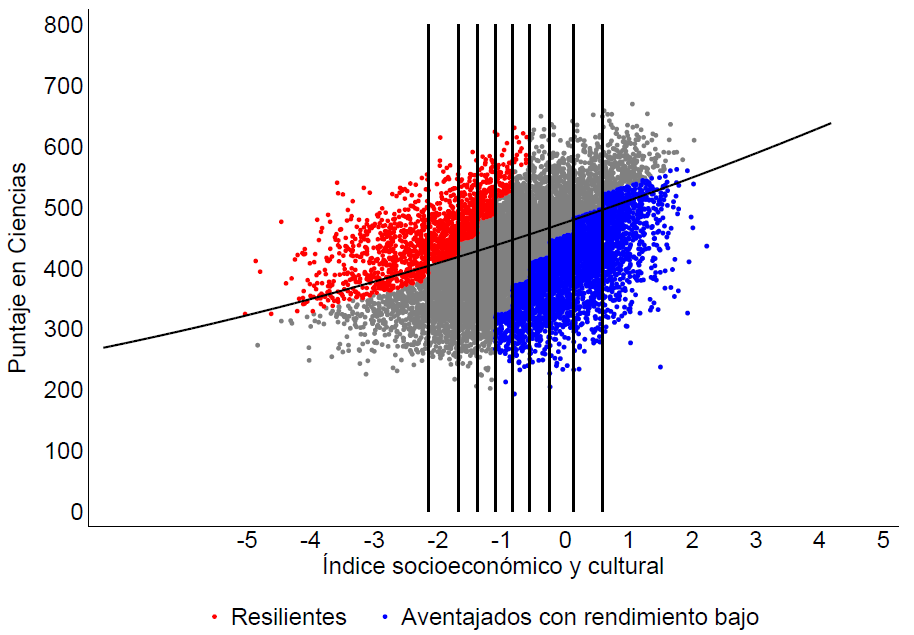 800
700
600
500
400
300
200
100
0
Puntaje en Ciencias
-5 -4 -3 -2 -1 0 1 2 3 4 5
Índice socioeconómico y cultural
Resilientes Aventajados con rendimiento bajo